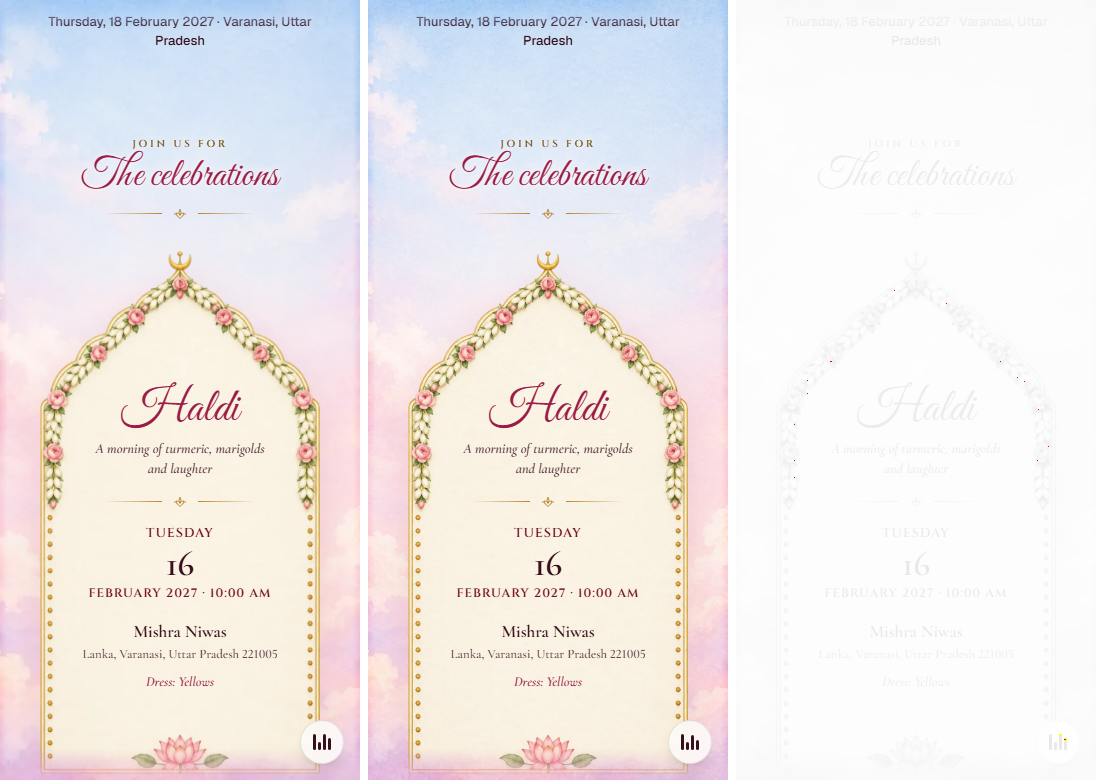 Thursday, 18 February 2027 · Varanasi, Uttar
Pradesh
JOIN US FOR
The celebrations
Haldi
A morning of turmeric, marigolds
and laughter
TUESDAY
16
FEBRUARY 2027 · 10:00 AM
Mishra Niwas
Lanka, Varanasi, Uttar Pradesh 221005
Dress: Yellows
Thursday, 18 February 2027 · Varanasi, Uttar
Pradesh
JOIN US FOR
The celebrations
Haldi
A morning of turmeric, marigolds
and laughter
TUESDAY
16
FEBRUARY 2027 · 10:00 AM
Mishra Niwas
Lanka, Varanasi, Uttar Pradesh 221005
Dress: Yellows
Thursday, 18 February 2027 · Varanasi, Uttar
Pradesh
JOIN US FOR
The celebrations
Haldi
A morning of turmeric, marigolds
and laughter
TUESDAY
16
FEBRUARY 2027 · 10:00 AM
Mishra Niwas
Lanka, Varanasi, Uttar Pradesh 221005
Dress: Yellows